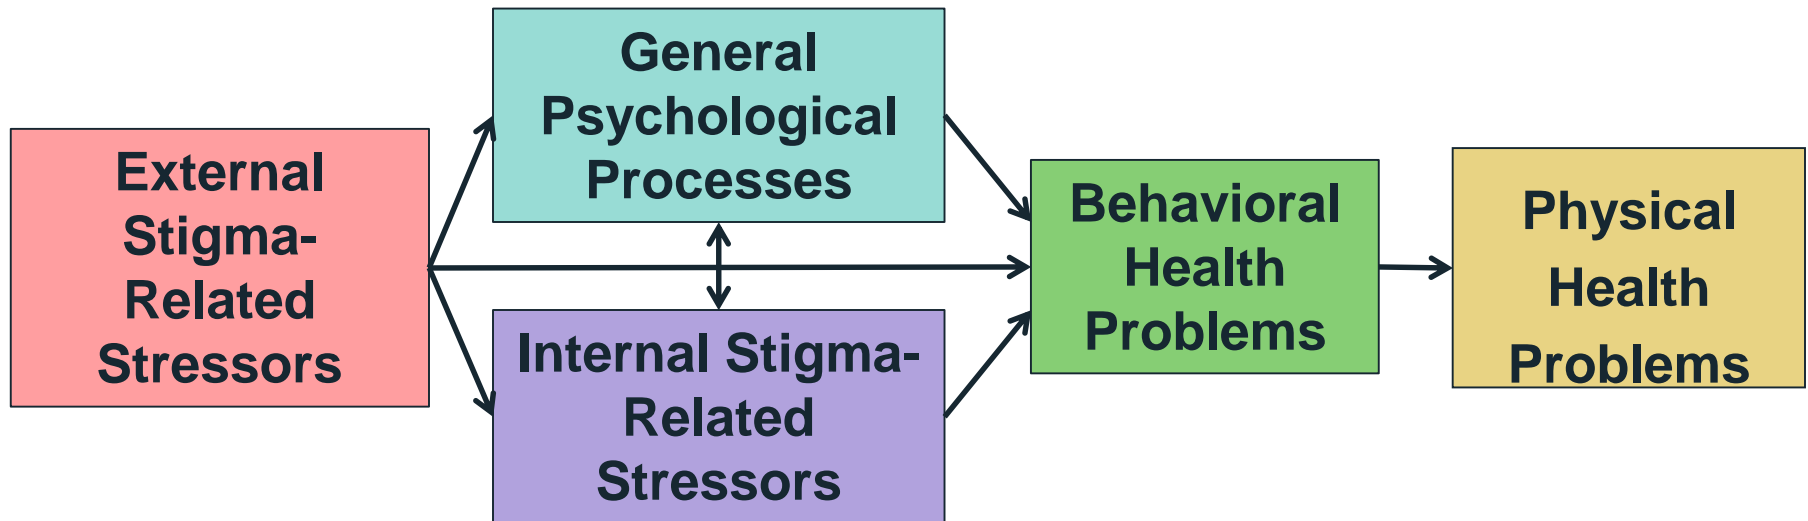 External
Stigma-
Related
Stressors
General
Psychological
Processes
Internal Stigma-
Related
Stressors
Behavioral
Health
Problems
Physical
Health
Problems